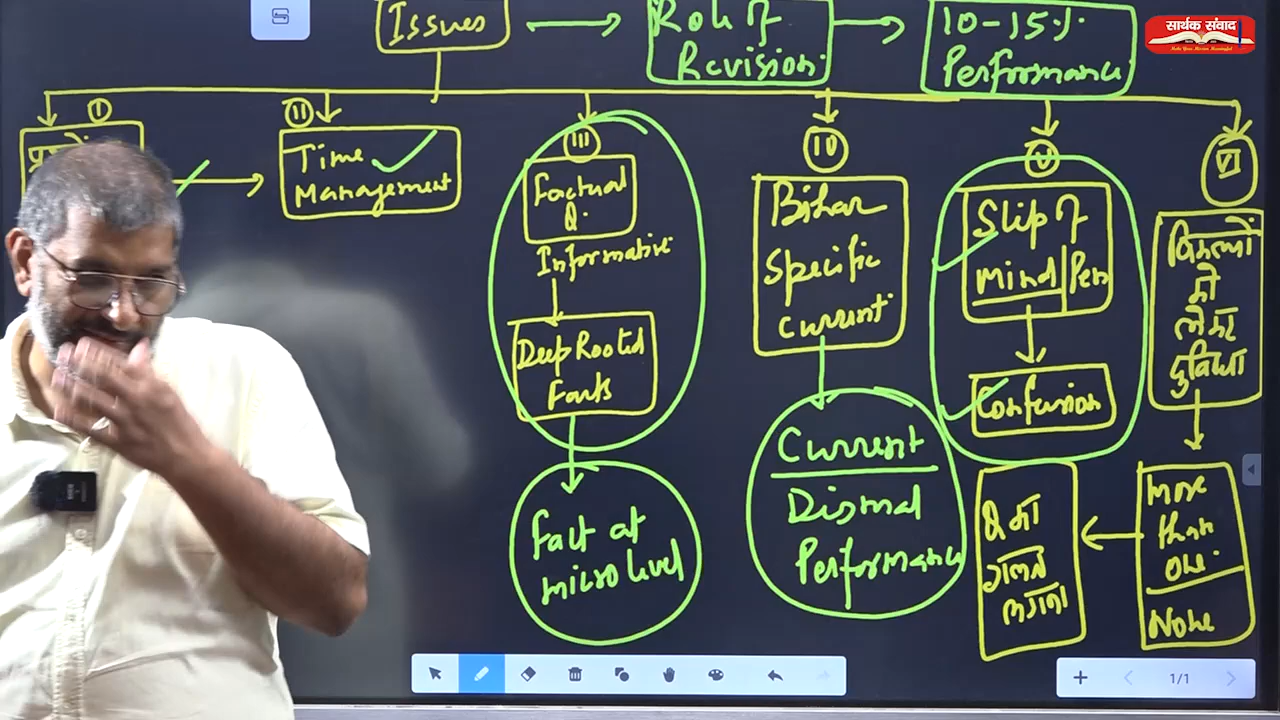 Issues
Role of
Revision
10-15%
Performance
सार्थक संवाद
I
II
Time
Management
III
Factual
Q.
Informative
Deep Rooted
Facts
Fact at
micro level
IV
Bihar
Specific
Current
Current
Dismal
Performance
V
Slip of
Mind/Pen
Confusion
VI
विकल्पों
को
लेकर
दुविधा
More
than
one.
None
Q का
गलत
1/1